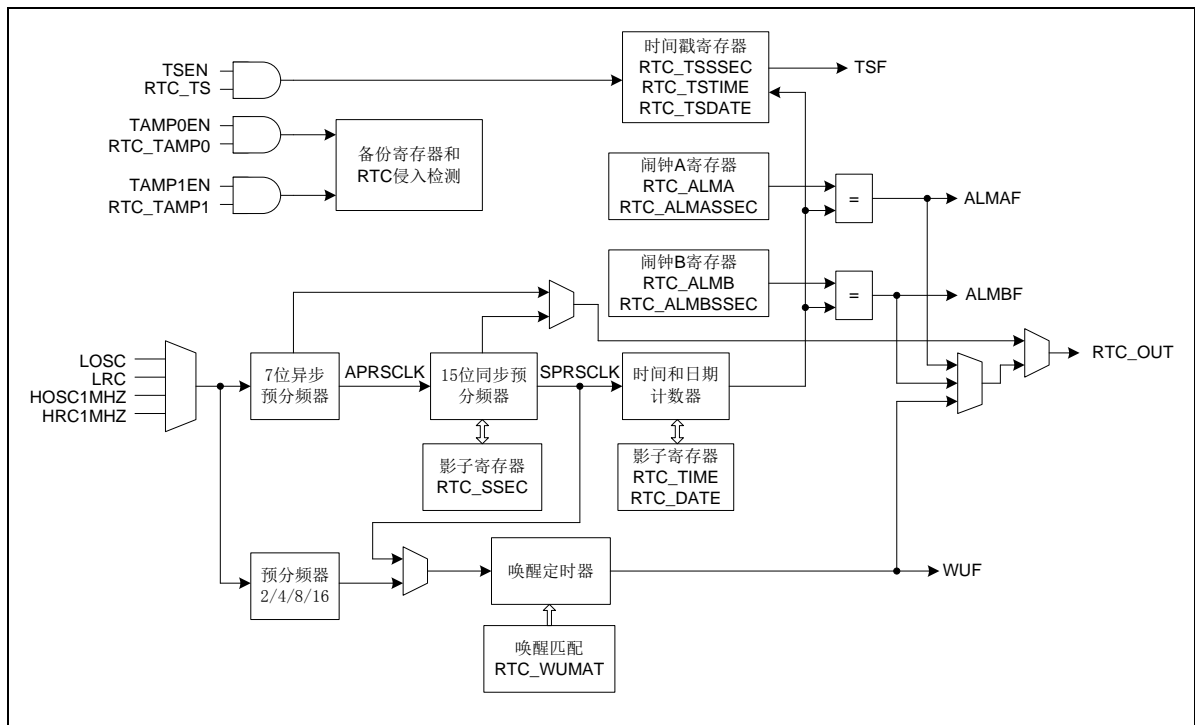 TSEN
RTC_TS
时间戳寄存器
RTC_TSSSEC
RTC_TSTIME
RTC_TSDATE
TSF
TAMP0EN
RTC_TAMP0
TAMP1EN
RTC_TAMP1
备份寄存器和
RTC侵入检测
闹钟A寄存器
RTC_ALMA
RTC_ALMASSEC
=
ALMAF
闹钟B寄存器
RTC_ALMB
RTC_ALMBSSEC
=
ALMBF
RTC_OUT
LOSC
LRC
HOSC1MHZ
HRC1MHZ
7位异步
预分频器
APRSCLK
15位同步预
分频器
SPRSCLK
时间和日期
计数器
影子寄存器
RTC_SSEC
影子寄存器
RTC_TIME
RTC_DATE
预分频器
2/4/8/16
唤醒定时器
WUF
唤醒匹配
RTC_WUMAT